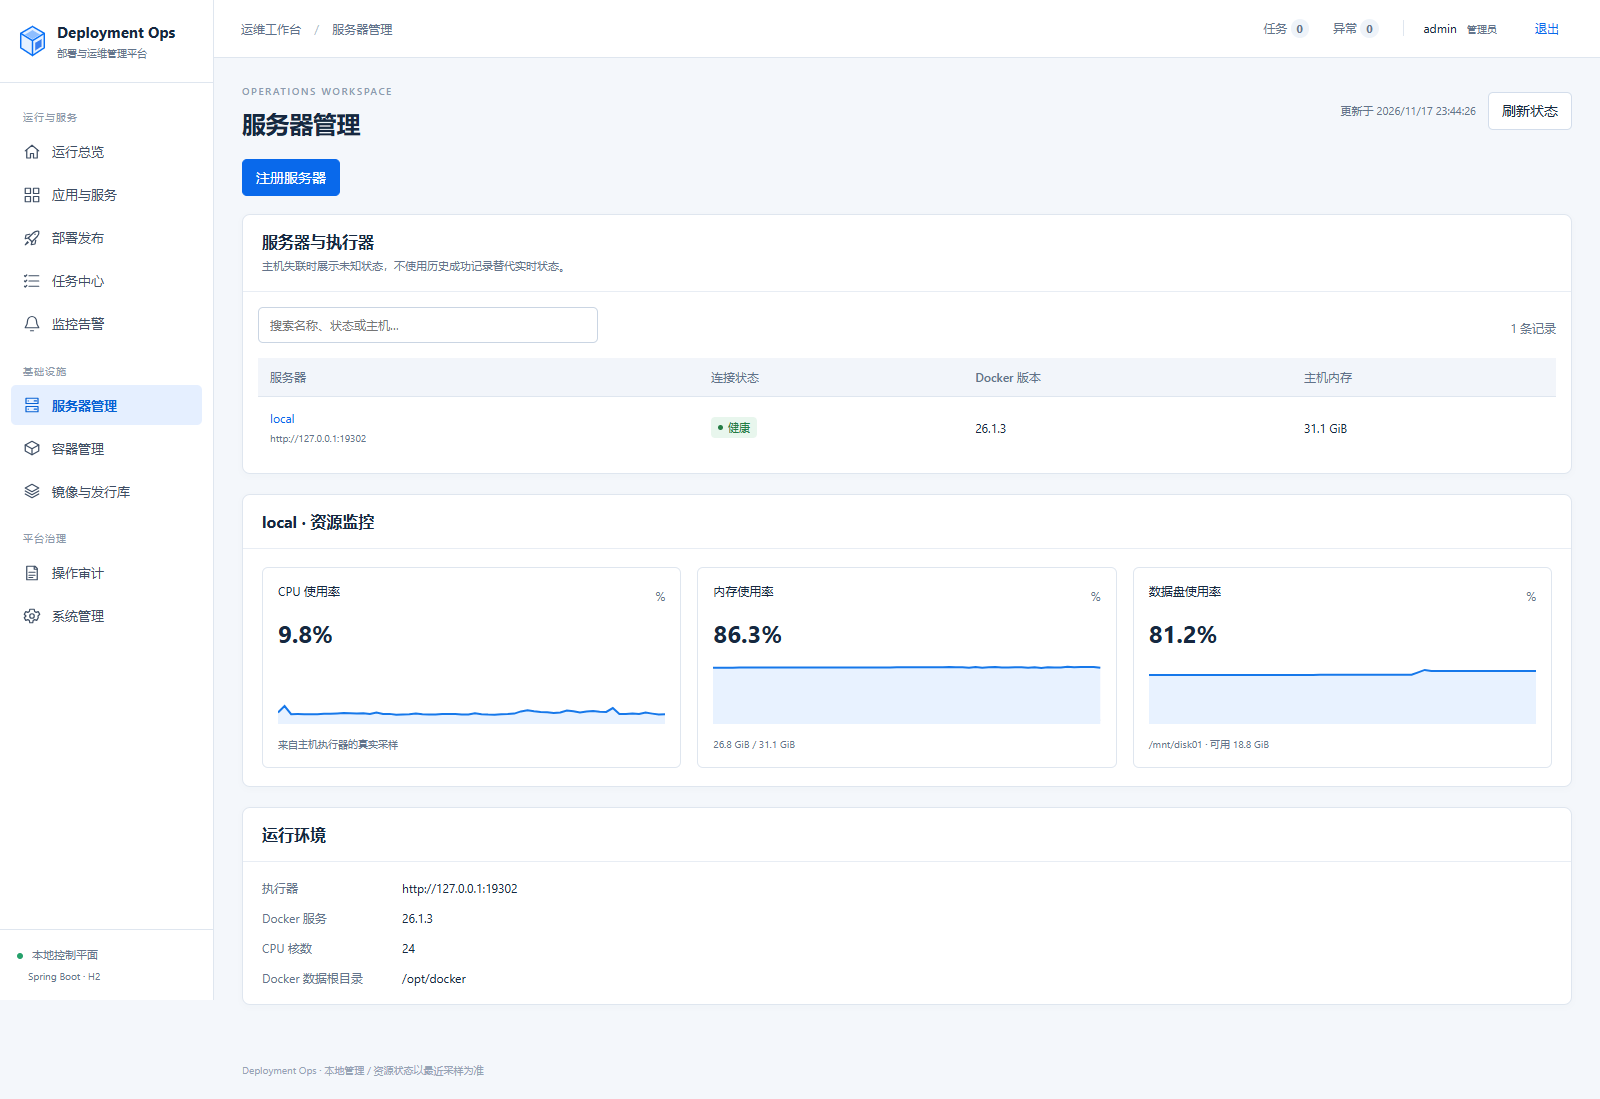 Deployment Ops
部署与运维管理平台
运行与服务
运行总览
应用与服务
部署发布
任务中心
监控告警
基础设施
服务器管理
容器管理
镜像与发行库
平台治理
操作审计
系统管理
本地控制平面
Spring Boot · H2
运维工作台 / 服务器管理
任务 0 异常 0 admin 管理员 退出
OPERATIONS WORKSPACE
服务器管理
更新于 2026/11/17 23:44:26 刷新状态
注册服务器
服务器与执行器
主机失联时展示未知状态，不使用历史成功记录替代实时状态。
搜索名称、状态或主机...
1 条记录
服务器 连接状态 Docker 版本 主机内存
local
http://127.0.0.1:19302
健康 26.1.3 31.1 GiB
local · 资源监控
CPU 使用率 %
9.8%
来自主机执行器的真实采样
内存使用率 %
86.3%
26.8 GiB / 31.1 GiB
数据盘使用率 %
81.2%
/mnt/disk01 · 可用 18.8 GiB
运行环境
执行器 http://127.0.0.1:19302
Docker 服务 26.1.3
CPU 核数 24
Docker 数据根目录 /opt/docker
Deployment Ops · 本地管理 / 资源状态以最近采样为准